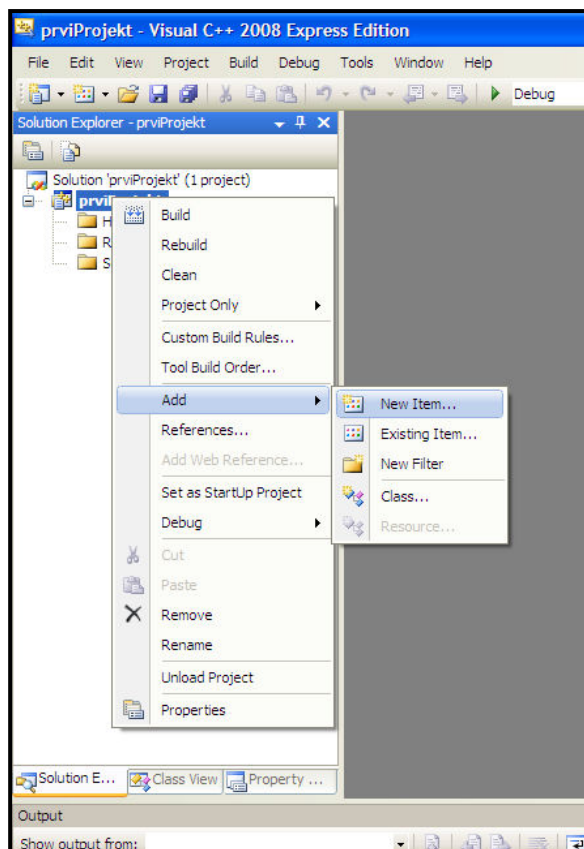 prviProjekt - Visual C++ 2008 Express Edition
File Edit View Project Build Debug Tools Window Help
Debug
Solution Explorer - prviProjekt
Solution 'prviProjekt' (1 project)
H
R
S
Build
Rebuild
Clean
Project Only
Custom Build Rules...
Tool Build Order...
Add
References...
Add Web Reference...
Set as StartUp Project
Debug
Cut
Paste
Remove
Rename
Unload Project
Properties
New Item...
Existing Item...
New Filter
Class...
Resource...
Solution E... Class View Property ...
Output
Show output from: